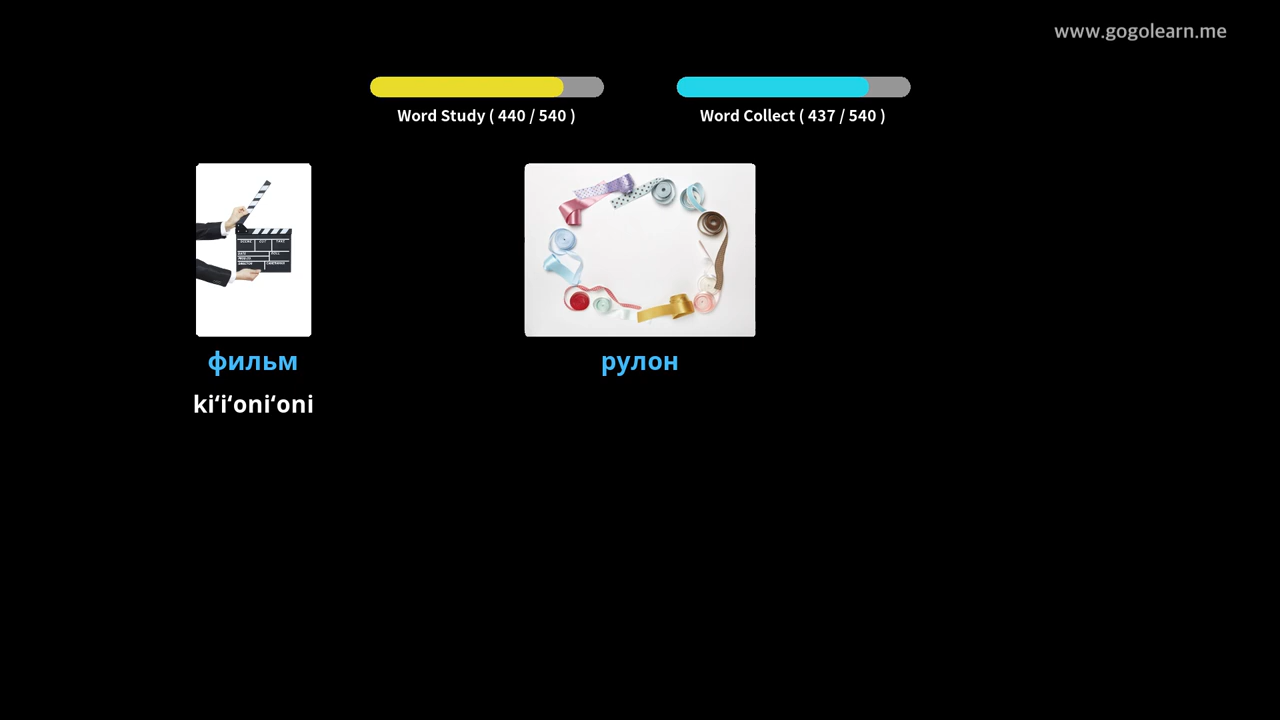 www.gogolearn.me
Word Study ( 440 / 540 )
Word Collect ( 437 / 540 )
фильм
рулон
ki‘i‘oni‘oni